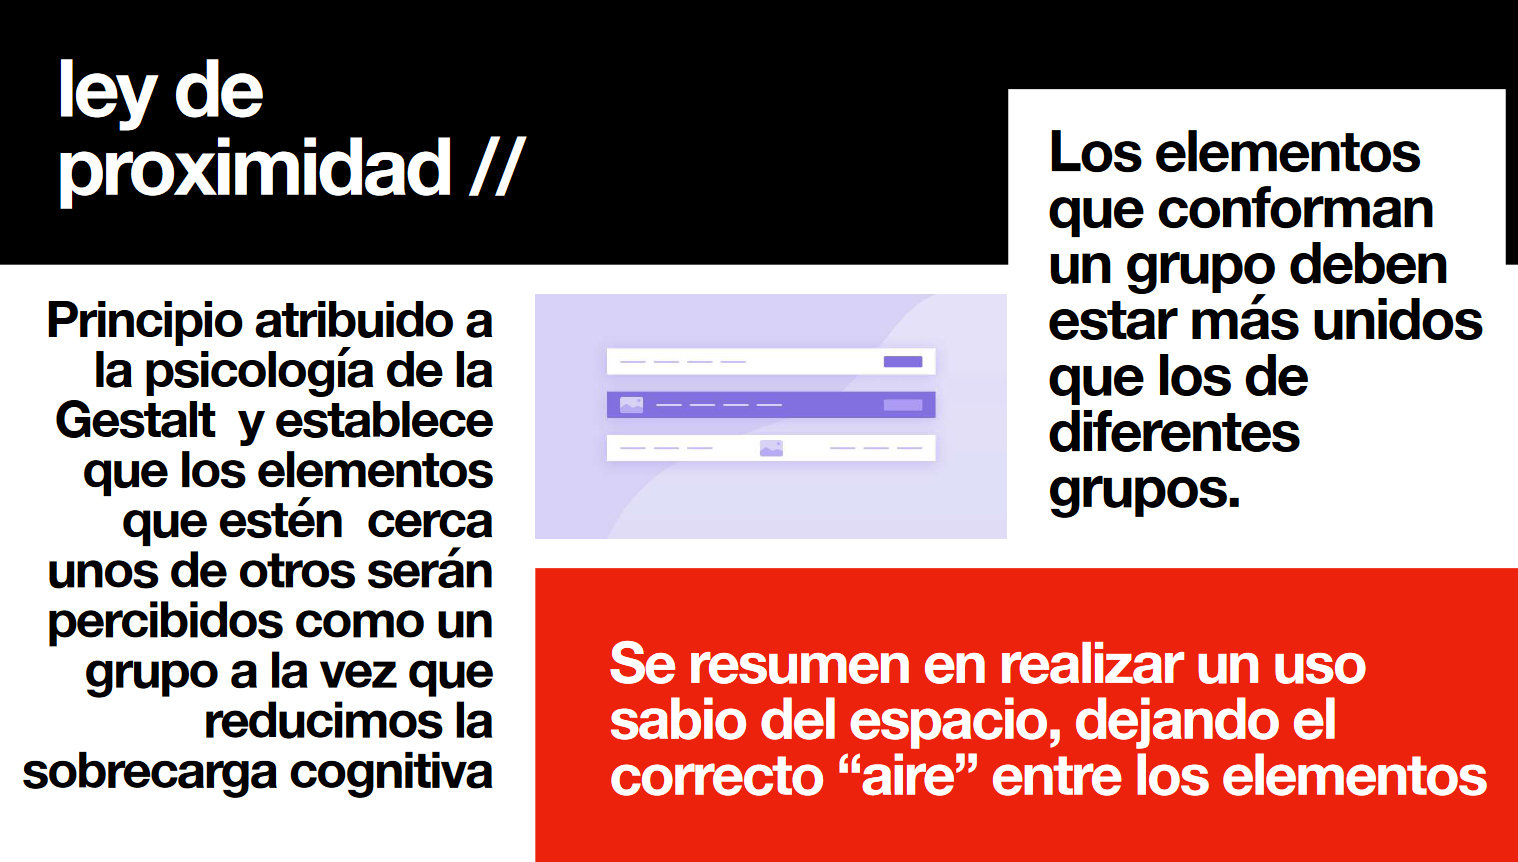 ley de
proximidad //
Principio atribuido a
la psicología de la
Gestalt  y establece
que los elementos
que estén  cerca
unos de otros serán
percibidos como un
grupo a la vez que
reducimos la
sobrecarga cognitiva
Los elementos
que conforman
un grupo deben
estar más unidos
que los de
diferentes
grupos.
Se resumen en realizar un uso
sabio del espacio, dejando el
correcto “aire” entre los elementos